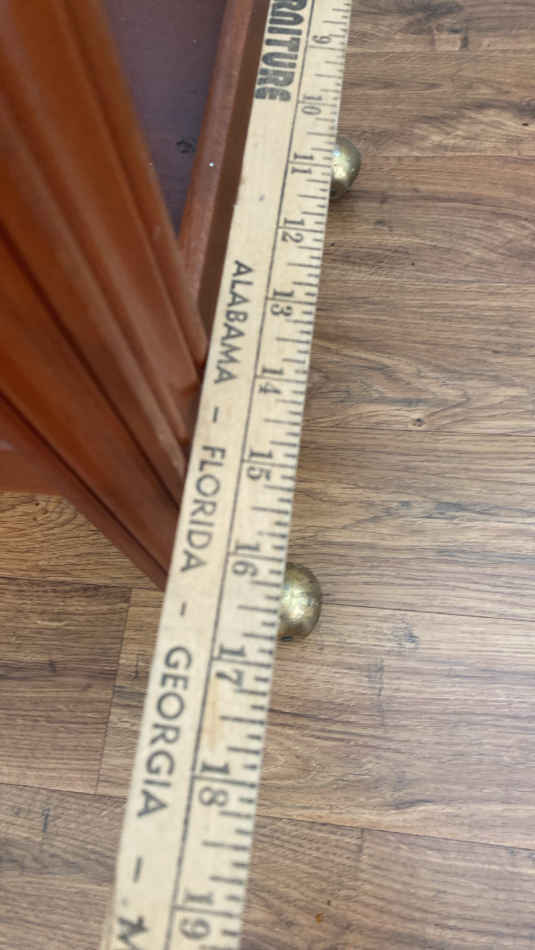 RNITURE
ALABAMA - FLORIDA - GEORGIA -
9 10 11 12 13 14 15 16 17 18 19